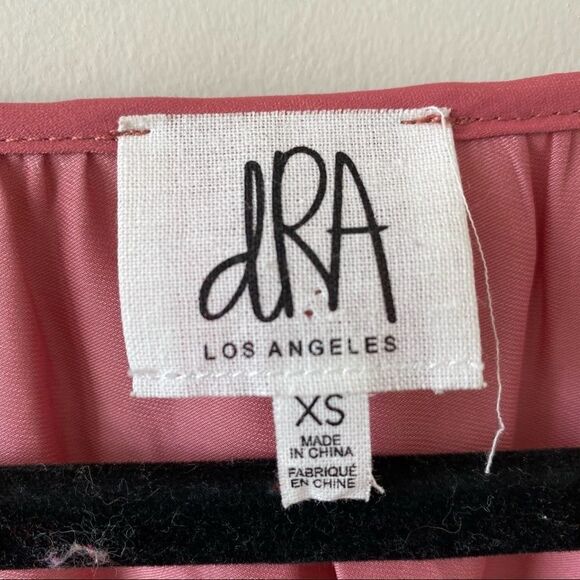 dRA
LOS ANGELES
XS
MADE
IN CHINA
FABRIQUÉ
EN CHINE